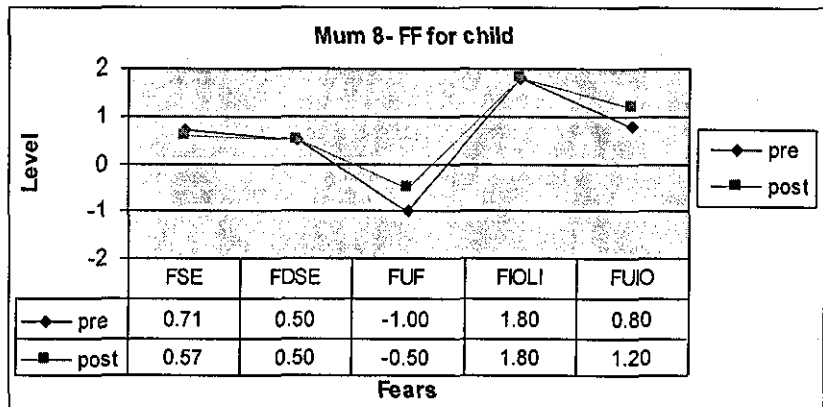 Mum 8- FF for child
2
1
0
-1
-2
Level
pre
post
FSE FDSE FUF FIOLI FUIO
pre 0.71 0.50 -1.00 1.80 0.80
post 0.57 0.50 -0.50 1.80 1.20
Fears